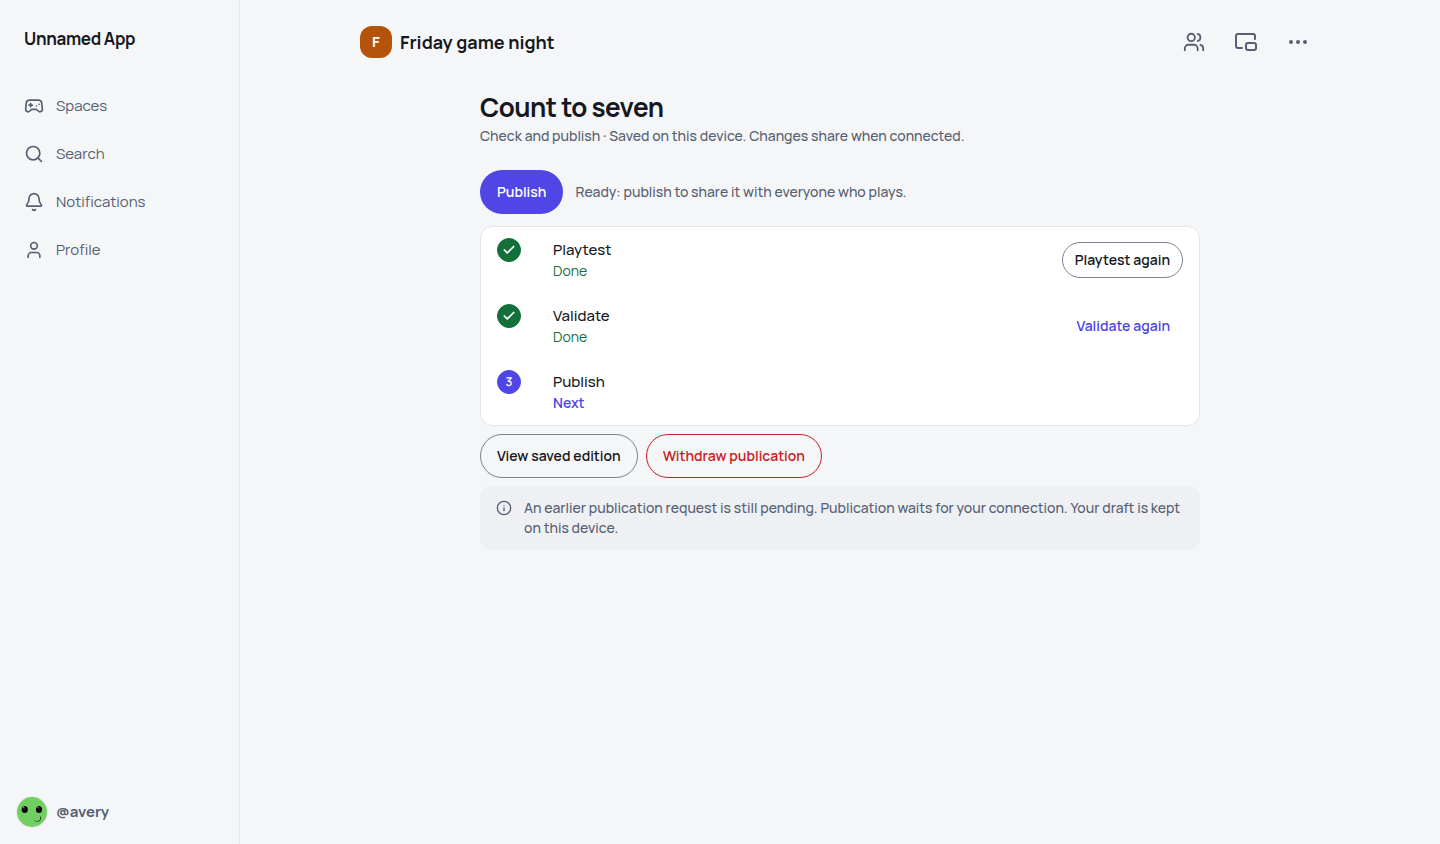 Unnamed App
Spaces
Search
Notifications
Profile
@avery
F
Friday game night
Count to seven
Check and publish · Saved on this device. Changes share when connected.
Publish
Ready: publish to share it with everyone who plays.
Playtest
Done
Playtest again
Validate
Done
Validate again
3
Publish
Next
View saved edition
Withdraw publication
An earlier publication request is still pending. Publication waits for your connection. Your draft is kept
on this device.